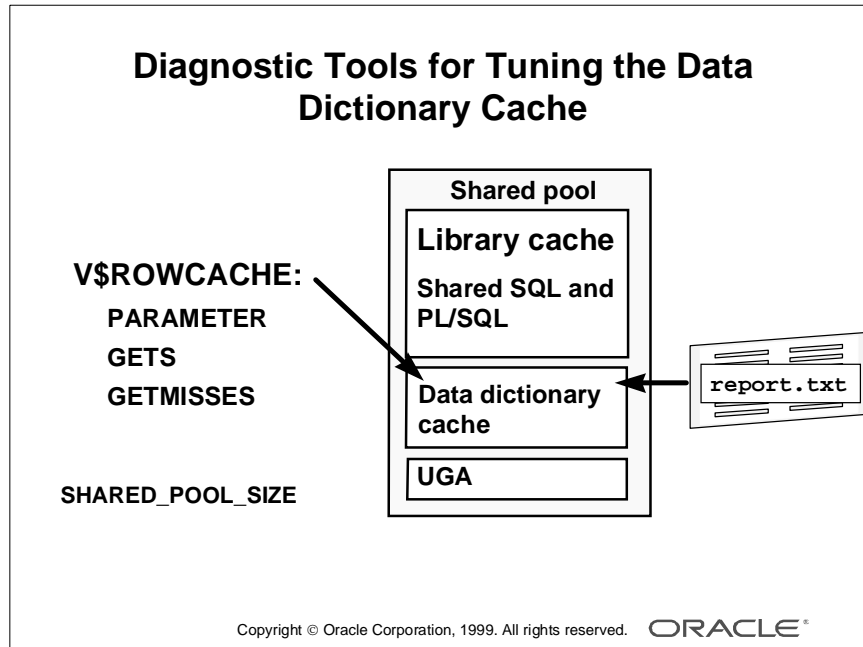 Diagnostic Tools for Tuning the Data
Dictionary Cache
Shared pool
Library cache
Shared SQL and
PL/SQL
V$ROWCACHE:
PARAMETER
GETS
GETMISSES
Data dictionary
cache
report.txt
UGA
SHARED_POOL_SIZE
Copyright © Oracle Corporation, 1999. All rights reserved.
ORACLE®